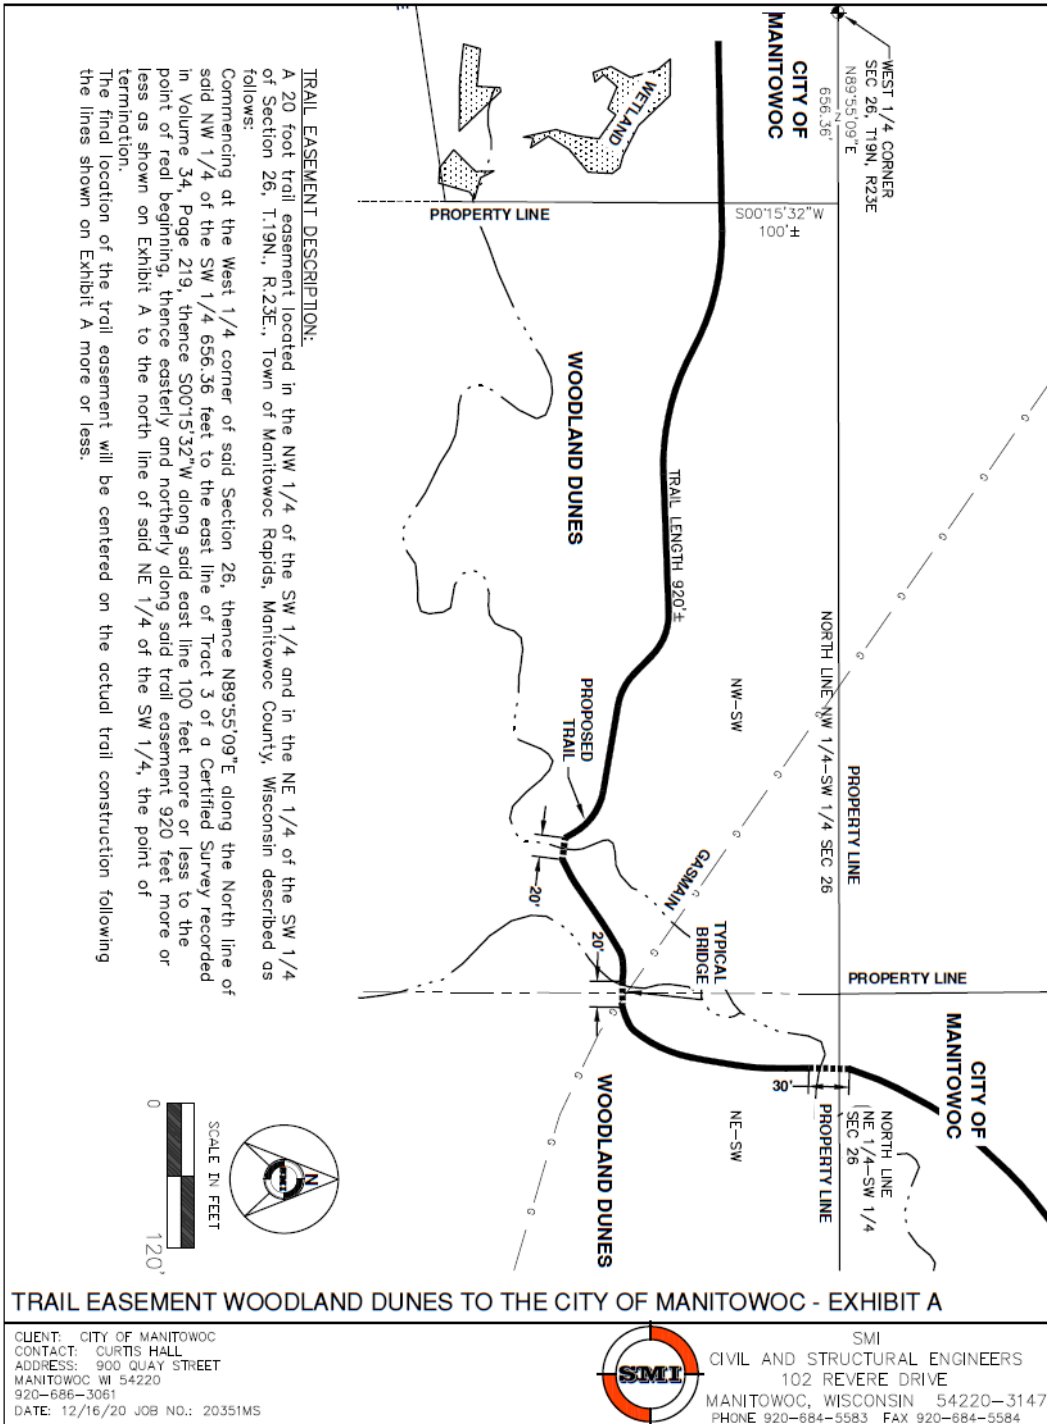 WEST 1/4 CORNER
SEC 26, T19N, R23E
N89°55'09"E
656.36'
CITY OF
MANITOWOC
WETLAND
PROPERTY LINE
S00°15'32"W
100'±
WOODLAND DUNES
TRAIL LENGTH 920'±
NORTH LINE NW 1/4-SW 1/4 SEC 26
PROPERTY LINE
NW-SW
PROPOSED
TRAIL
GASMAIN
20'
20'
TYPICAL
BRIDGE
PROPERTY LINE
CITY OF
MANITOWOC
30'
PROPERTY LINE
NORTH LINE
NE 1/4-SW 1/4
SEC 26
NE-SW
WOODLAND DUNES
G G G G G G G G G G G G G G
TRAIL EASEMENT DESCRIPTION:
A 20 foot trail easement located in the NW 1/4 of the SW 1/4 and in the NE 1/4 of the SW 1/4
of Section 26, T.19N., R.23E., Town of Manitowoc Rapids, Manitowoc County, Wisconsin described as
follows:
Commencing at the West 1/4 corner of said Section 26, thence N89°55'09"E along the North line of
said NW 1/4 of the SW 1/4 656.36 feet to the east line of Tract 3 of a Certified Survey recorded
in Volume 34, Page 219, thence S00°15'32"W along said east line 100 feet more or less to the
point of real beginning, thence easterly and northerly along said trail easement 920 feet more or
less as shown on Exhibit A to the north line of said NE 1/4 of the SW 1/4, the point of
termination.
The final location of the trail easement will be centered on the actual trail construction following
the lines shown on Exhibit A more or less.
N
SMI
SCALE IN FEET
0 120'
TRAIL EASEMENT WOODLAND DUNES TO THE CITY OF MANITOWOC - EXHIBIT A
CLIENT: CITY OF MANITOWOC
CONTACT: CURTIS HALL
ADDRESS: 900 QUAY STREET
MANITOWOC WI 54220
920-686-3061
DATE: 12/16/20 JOB NO.: 20351MS
SMI
SMI
CIVIL AND STRUCTURAL ENGINEERS
102 REVERE DRIVE
MANITOWOC, WISCONSIN 54220-3147
PHONE 920-684-5583 FAX 920-684-5584